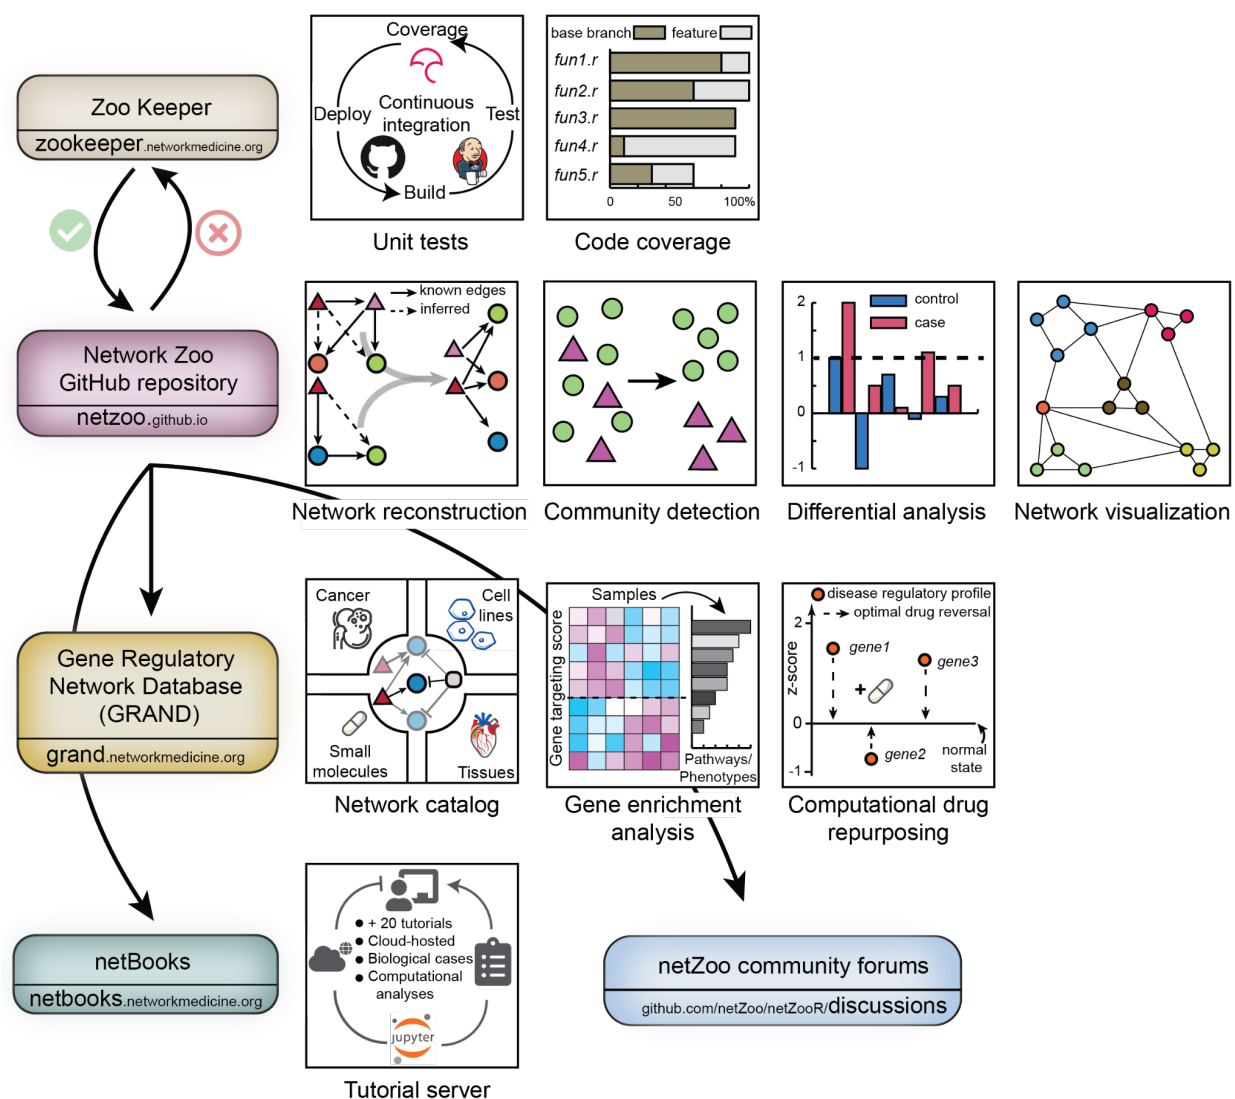 Zoo Keeper
zookeeper.networkmedicine.org
Coverage
Deploy
Continuous
integration
Test
Build
Unit tests
base branch
feature
fun1.r
fun2.r
fun3.r
fun4.r
fun5.r
0
50
100%
Code coverage
Network Zoo
GitHub repository
netzoo.github.io
known edges
inferred
Network reconstruction
Community detection
2
control
case
1
0
-1
Differential analysis
Network visualization
Gene Regulatory
Network Database
(GRAND)
grand.networkmedicine.org
Cancer
Cell
lines
Small
molecules
Tissues
Network catalog
Samples
Gene targeting score
Pathways/
Phenotypes
Gene enrichment
analysis
disease regulatory profile
optimal drug reversal
2
z-score
gene1
gene3
+
0
gene2
normal
state
-1
Computational drug
repurposing
netBooks
netbooks.networkmedicine.org
+ 20 tutorials
Cloud-hosted
Biological cases
Computational
analyses
jupyter
Tutorial server
netZoo community forums
github.com/netZoo/netZooR/discussions